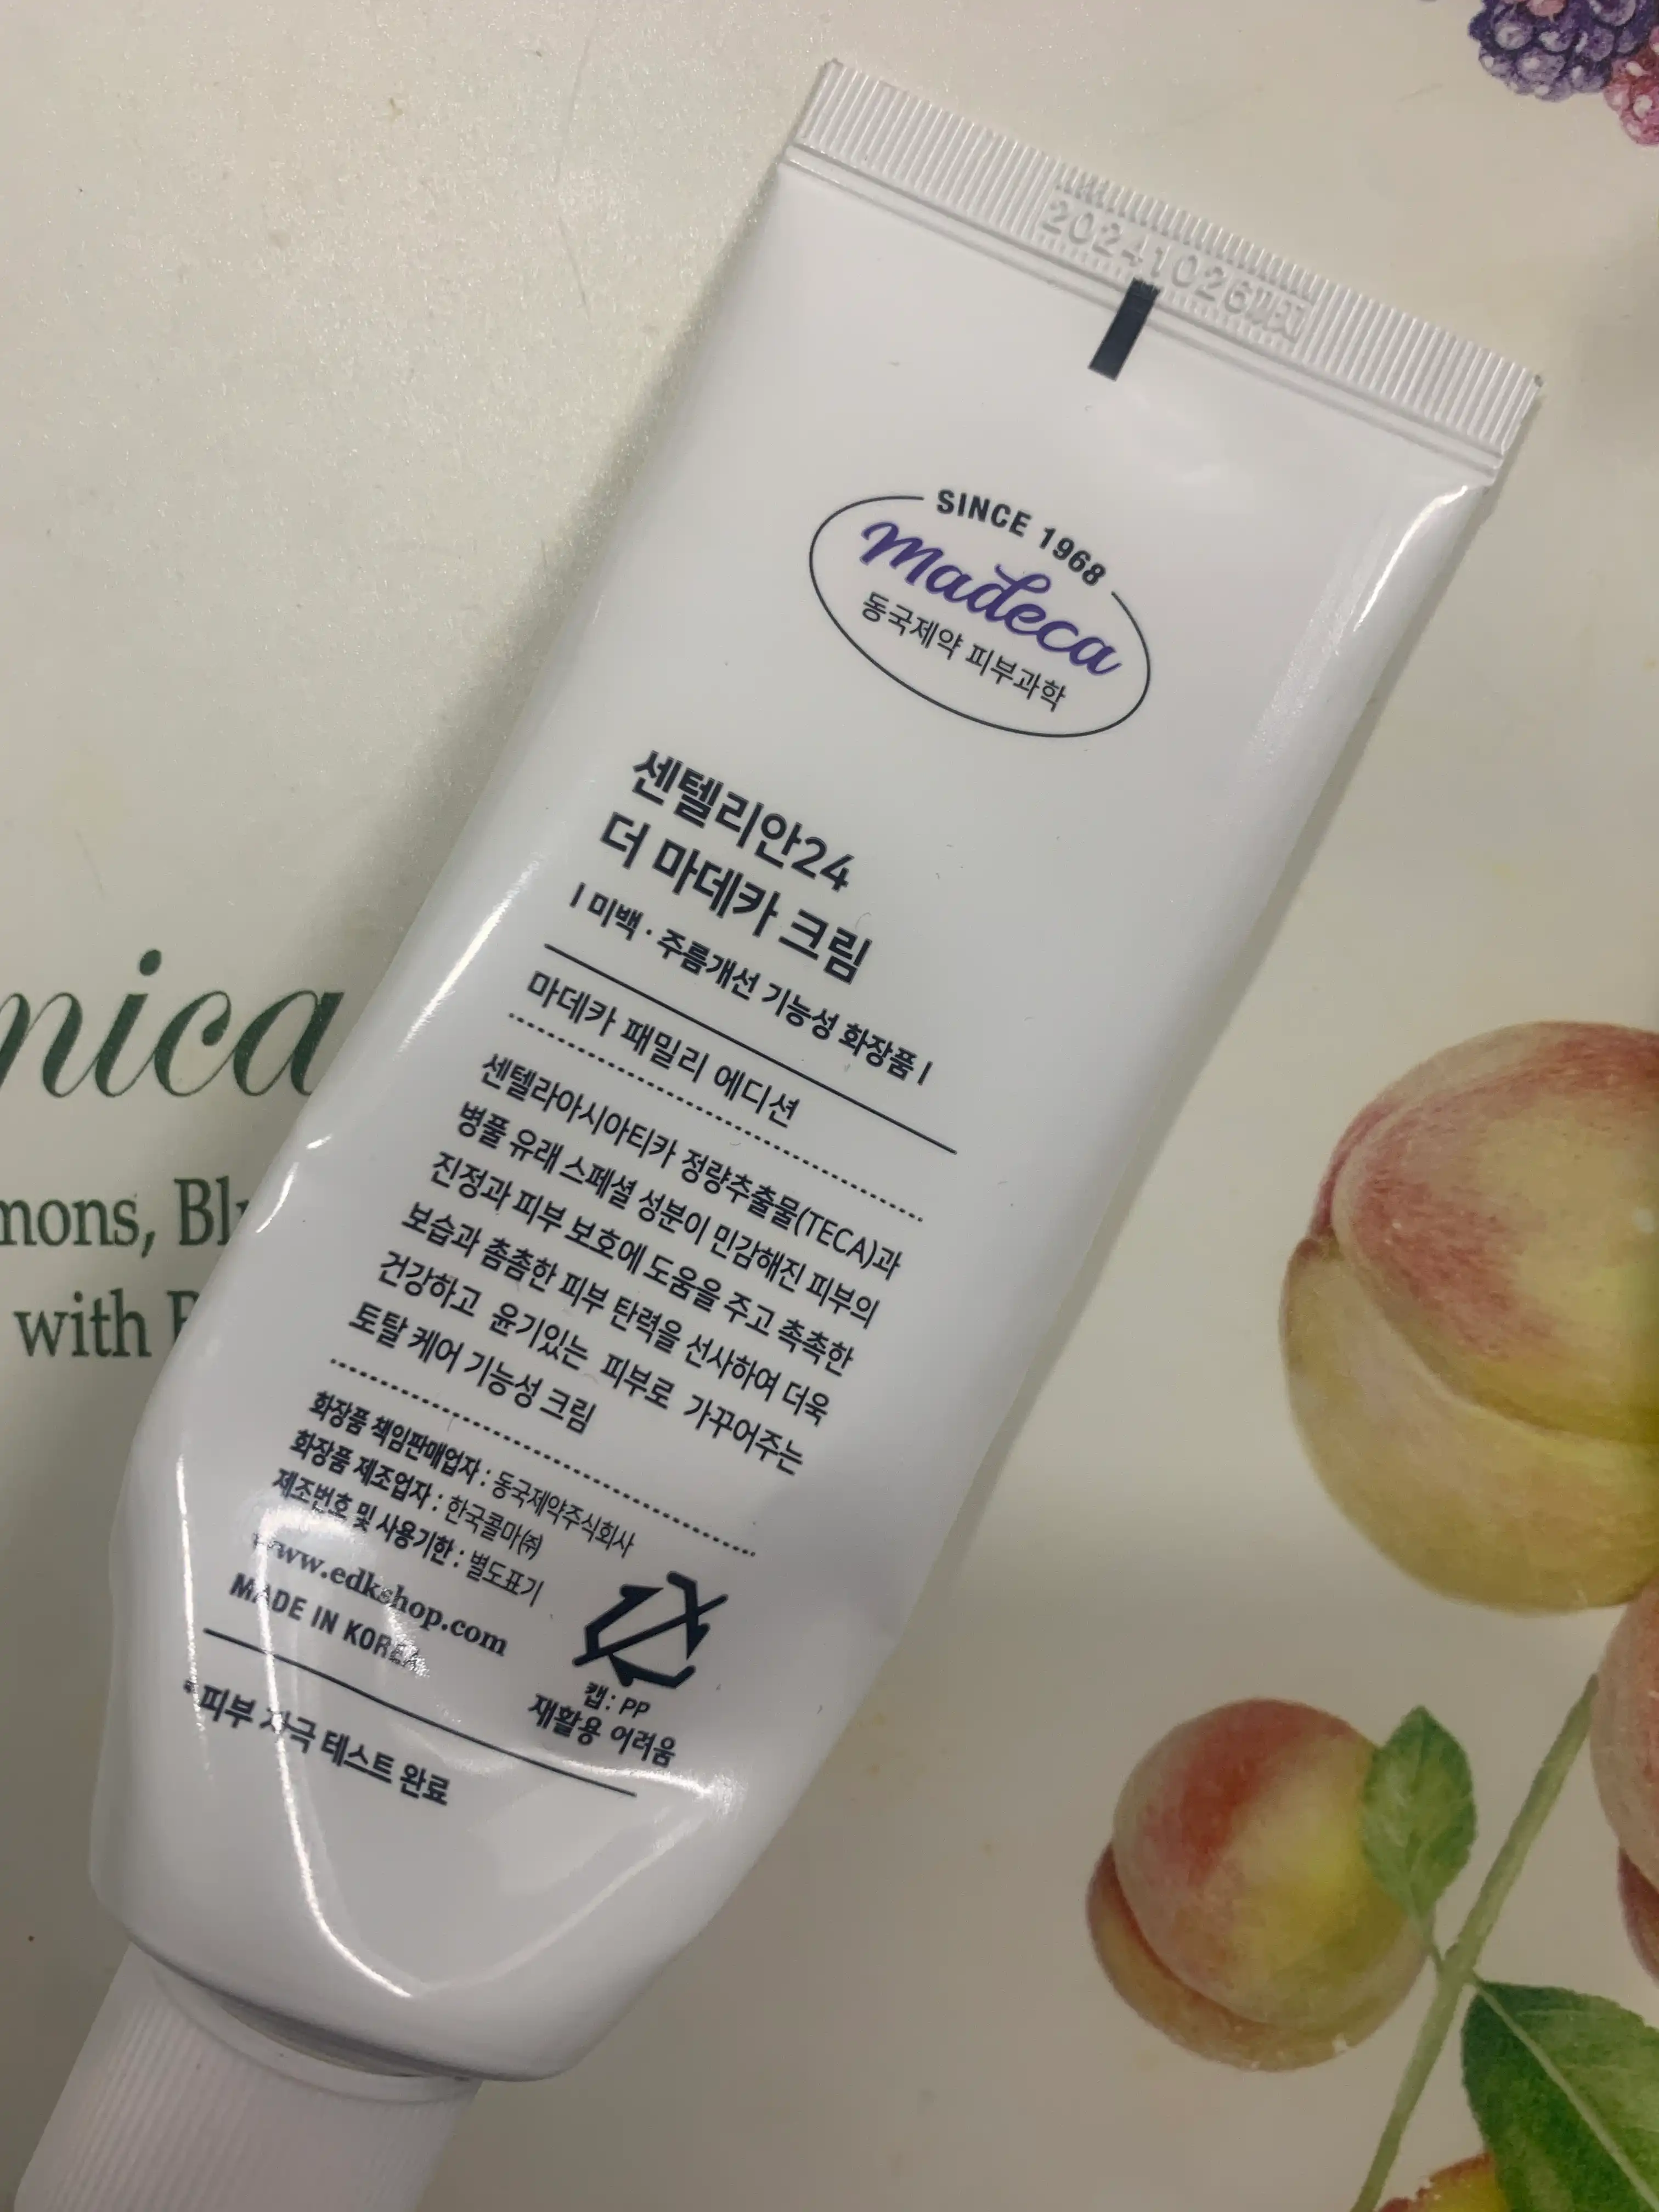 20241026까지
SINCE 1968
madeca
동국제약 피부과학
센텔리안24
더 마데카 크림
| 미백 · 주름개선 기능성 화장품 |
마데카 패밀리 에디션
센텔라아시아티카 정량추출물(TECA)과
병풀 유래 스페셜 성분이 민감해진 피부의
진정과 피부 보호에 도움을 주고 촉촉한
보습과 촘촘한 피부 탄력을 선사하여 더욱
건강하고 윤기있는 피부로 가꾸어주는
토탈 케어 기능성 크림
화장품 책임판매업자 : 동국제약주식회사
화장품 제조업자 : 한국콜마㈜
제조번호 및 사용기한 : 별도표기
www.edkshop.com
MADE IN KOREA
캡 : PP
재활용 어려움
*피부 자극 테스트 완료
nica
mons,
with